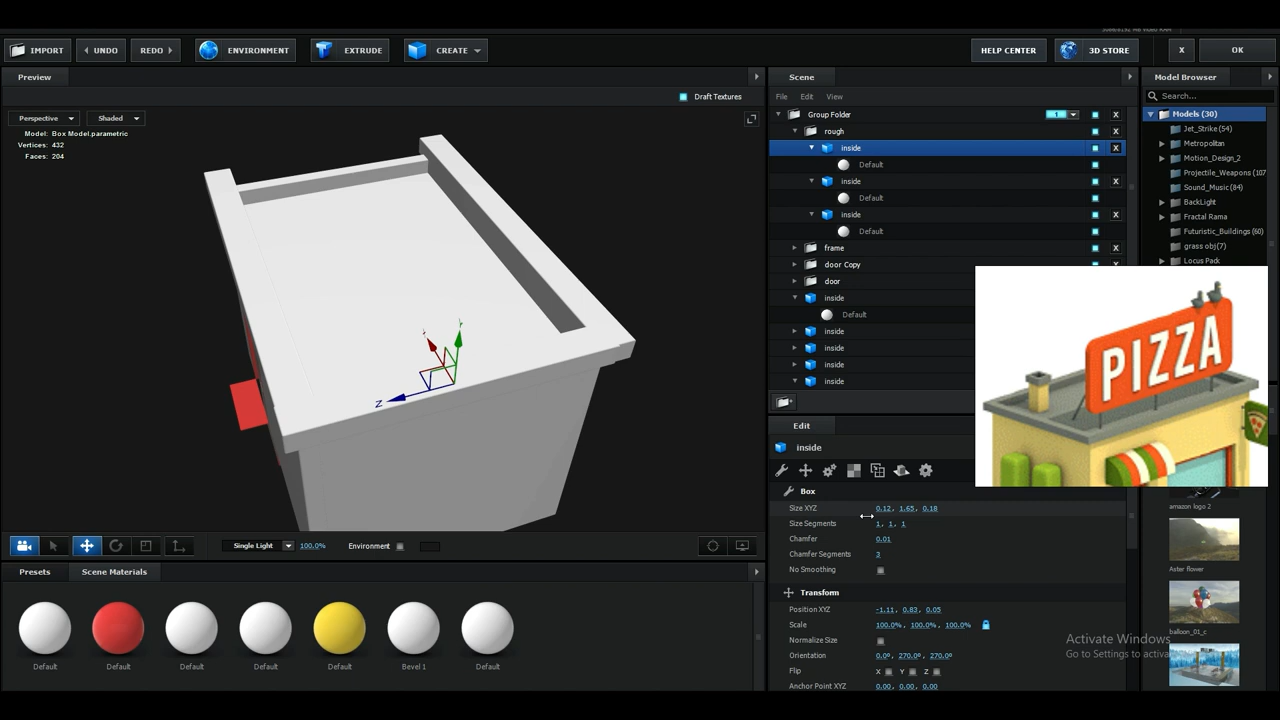 IMPORT
UNDO
REDO
ENVIRONMENT
EXTRUDE
CREATE
HELP CENTER
3D STORE
X
OK
Preview
Scene
Model Browser
Draft Textures
File Edit View
Search...
Perspective
Shaded
Model: Box Model.parametric
Vertices: 432
Faces: 204
Group Folder
1
X
rough
X
inside
X
Default
inside
X
Default
inside
X
Default
frame
X
door Copy
door
inside
Default
inside
inside
inside
inside
Models (30)
Jet_Strike (54)
Metropolitan
Motion_Design_2
Projectile_Weapons (107
Sound_Music (84)
BackLight
Fractal Rama
Futuristic_Buildings (60)
grass obj(7)
Locus Pack
PIZZA
Z
Y
Edit
inside
Box
Size XYZ 0.12, 1.65, 0.18
Size Segments 1, 1, 1
Chamfer 0.01
Chamfer Segments 3
No Smoothing
Transform
Position XYZ -1.11, 0.83, 0.05
Scale 100.0%, 100.0%, 100.0%
Normalize Size
Orientation 0.0º, 270.0º, 270.0º
Flip X Y Z
Anchor Point XYZ 0.00, 0.00, 0.00
Single Light
100.0%
Environment
Presets
Scene Materials
Default
Default
Default
Default
Default
Bevel 1
Default
amazon logo 2
Aster flower
balloon_01_c
Activate Windows
Go to Settings to activa